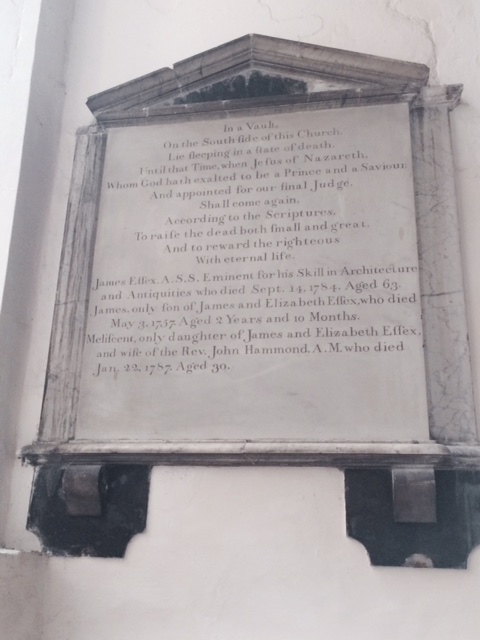 In a Vault,
On the South ſide of this Church.
Lie ſleeping in a ſtate of death.
Until that Time, when Jeſus of Nazareth,
Whom God hath exalted to be a Prince and a Saviour,
And appointed for our final Judge.
Shall come again,
According to the Scriptures,
To raiſe the dead both ſmall and great,
And to reward the righteous
With eternal life.
James Eſſex. A.S.S. Eminent for his Skill in Architecture
and Antiquities who died Sept. 14. 1784. Aged 63.
James, only ſon of James and Elizabeth Eſſex, who died
May 3, 1757. Aged 2 Years and 10 Months.
Meliſcent, only daughter of James and Elizabeth Eſſex,
and wife of the Rev. John Hammond. A.M. who died
Jan. 22, 1787. Aged 30.